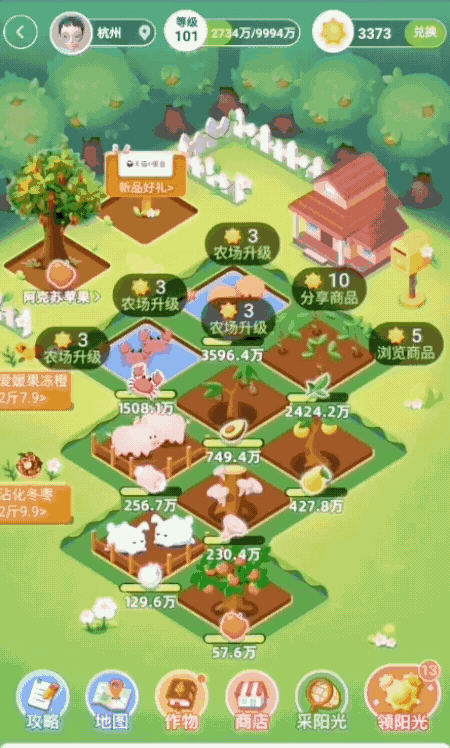 杭州
等级
101
2734万/9994万
3373
兑换
天猫U先
新品好礼>
3
农场升级
阿克苏苹果>
3
农场升级
10
分享商品
3
农场升级
3
农场升级
5
浏览商品
3596.4万
爱媛果冻橙
2斤7.9>
1508.1万
2424.2万
749.4万
沾化冬枣
2斤9.9>
256.7万
427.8万
230.4万
129.6万
57.6万
13
攻略
地图
作物
商店
采阳光
领阳光